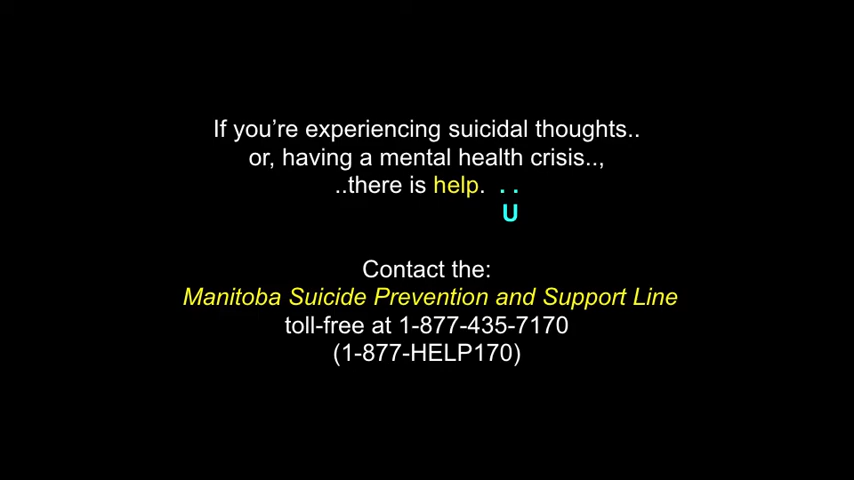 If you’re experiencing suicidal thoughts..
or, having a mental health crisis..,
..there is help. . .
U
Contact the:
Manitoba Suicide Prevention and Support Line
toll-free at 1-877-435-7170
(1-877-HELP170)